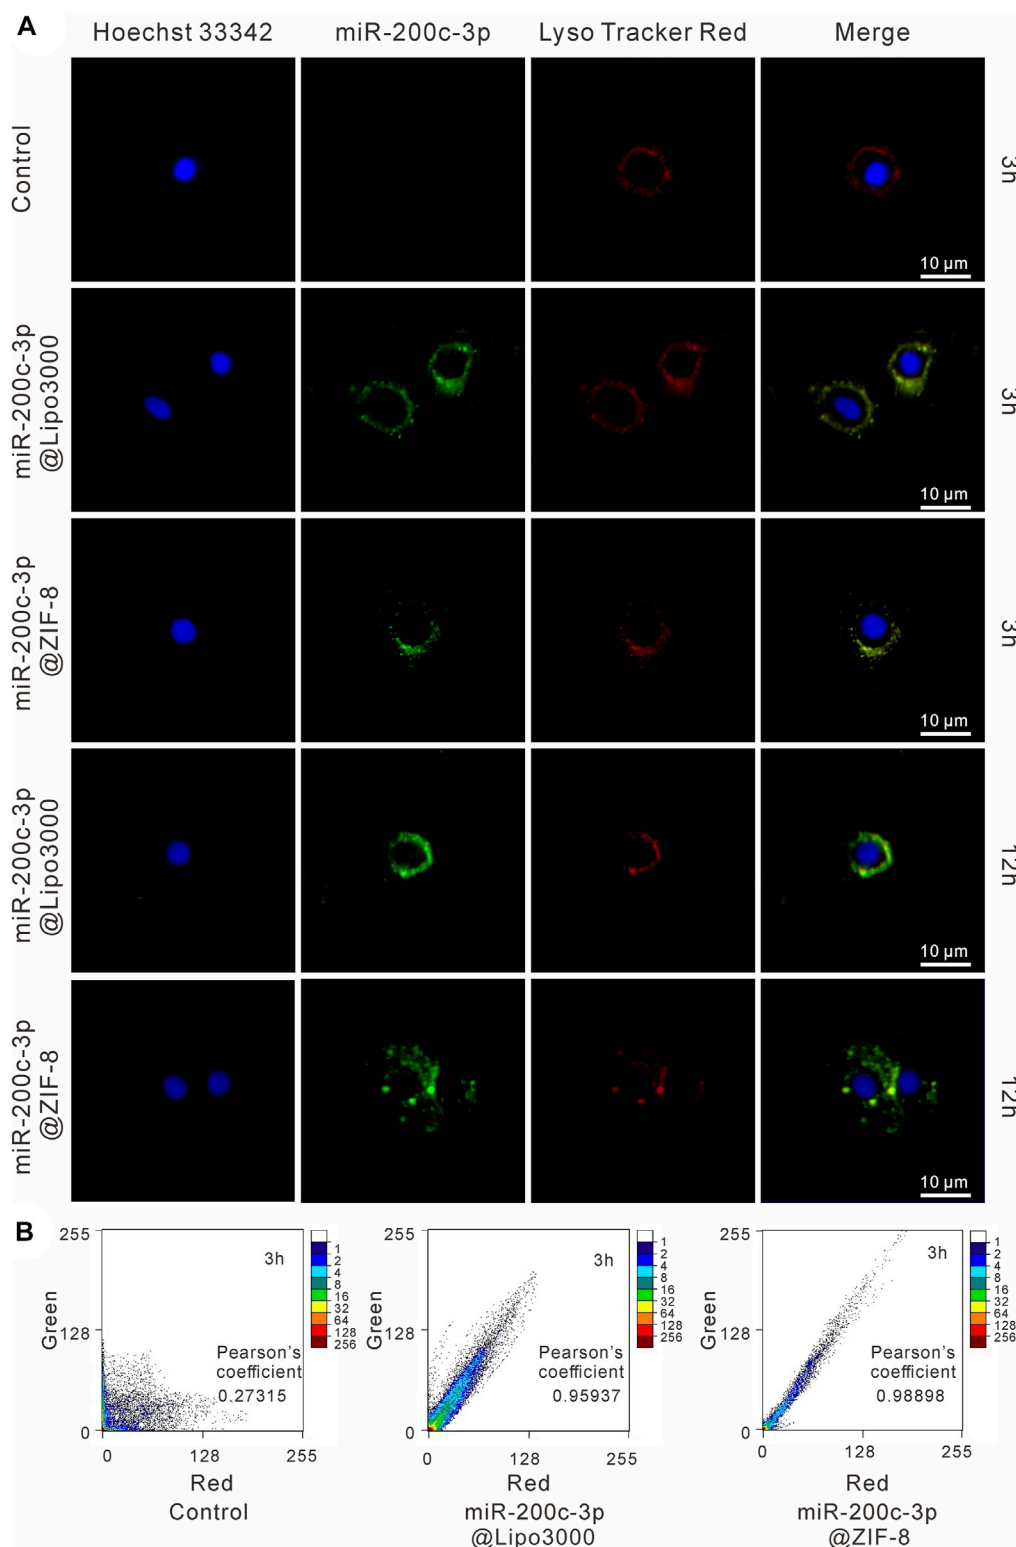 A
Hoechst 33342 miR-200c-3p Lyso Tracker Red Merge
Control
3h
10 μm
miR-200c-3p
@Lipo3000
3h
10 μm
miR-200c-3p
@ZIF-8
3h
10 μm
miR-200c-3p
@Lipo3000
12h
10 μm
miR-200c-3p
@ZIF-8
12h
10 μm
B
255
128
0
Green
3h
Pearson's
coefficient
0.27315
1
2
4
8
16
32
64
128
256
0 128 255
Red
Control
255
128
0
Green
3h
Pearson's
coefficient
0.95937
1
2
4
8
16
32
64
128
256
0 128 255
Red
miR-200c-3p
@Lipo3000
255
128
0
Green
3h
Pearson's
coefficient
0.98898
1
2
4
8
16
32
64
128
256
0 128 255
Red
miR-200c-3p
@ZIF-8